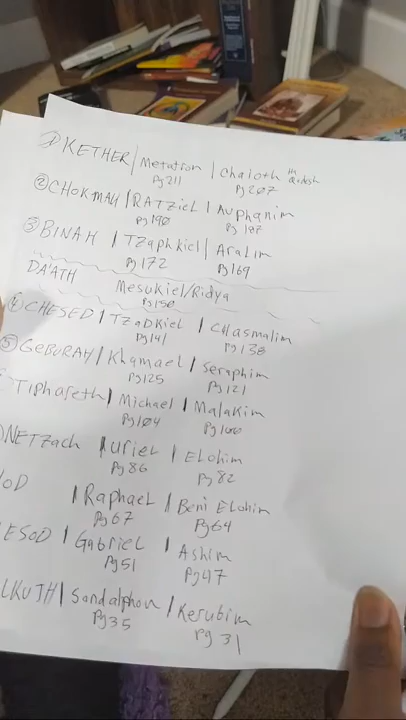 ① KETHER | Metatron | Chaioth Ha Qadesh
Pg 211 Pg 207
② CHOKMAH | RATZieL | Auphanim
Pg 190 Pg 187
③ BINAH | TZaphkiel | Aralim
Pg 172 Pg 169
DA'ATH Mesukiel/Ridya
Pg 150
④ CHESED | TZaDKiel | CHasmalim
Pg 141 Pg 138
⑤ GeBURAH | Khamael | Seraphim
Pg 125 Pg 121
Tiphareth | Michael | Malakim
Pg 104 Pg 100
NETZach | Uriel | ELohim
Pg 86 Pg 82
OD | Raphael | Beni ELohim
Pg 67 Pg 64
ESOD | Gabriel | Ashim
Pg 51 Pg 47
LKUTH | Sandalphon | Kerubim
Pg 35 Pg 31